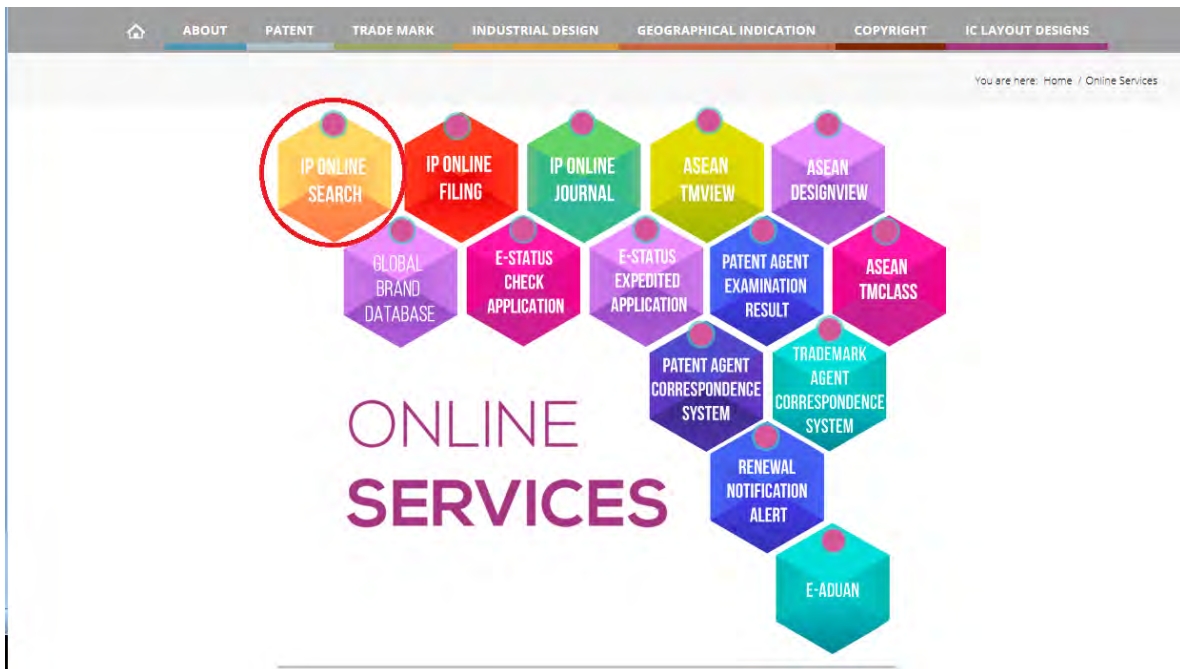 ABOUT PATENT TRADE MARK INDUSTRIAL DESIGN GEOGRAPHICAL INDICATION COPYRIGHT IC LAYOUT DESIGNS
You are here: Home / Online Services
IP ONLINE
SEARCH
IP ONLINE
FILING
IP ONLINE
JOURNAL
ASEAN
TMVIEW
ASEAN
DESIGNVIEW
GLOBAL
BRAND
DATABASE
E-STATUS
CHECK
APPLICATION
E-STATUS
EXPEDITED
APPLICATION
PATENT AGENT
EXAMINATION
RESULT
ASEAN
TMCLASS
PATENT AGENT
CORRESPONDENCE
SYSTEM
TRADEMARK
AGENT
CORRESPONDENCE
SYSTEM
ONLINE
SERVICES
RENEWAL
NOTIFICATION
ALERT
E-ADUAN